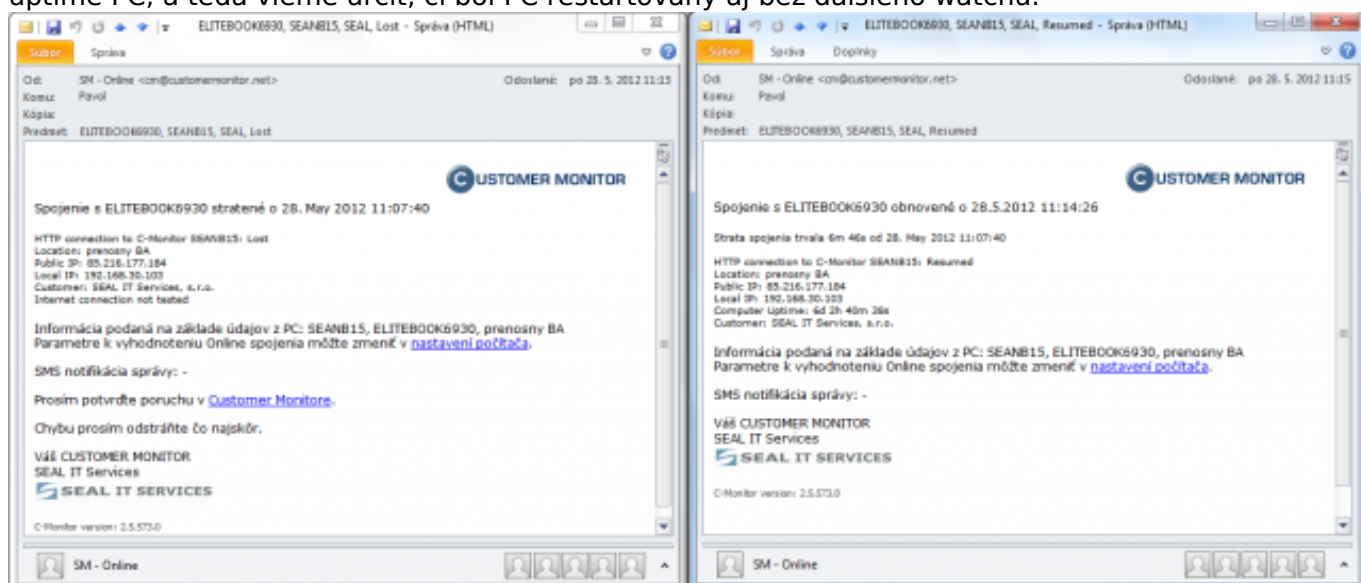 uptime PC, a teda vieme určiť, či bol PC reštartovaný aj bez ďalšieho watchu.
ELITEBOOK6930, SEANB15, SEAL, Lost - Správa (HTML)
Súbor Správa
Od: SM - Online <cm@customermonitor.net> Odoslané: po 28. 5. 2012 11:13
Komu: Pavol
Kópia:
Predmet: ELITEBOOK6930, SEANB15, SEAL, Lost
CUSTOMER MONITOR
Spojenie s ELITEBOOK6930 stratené o 28. May 2012 11:07:40
HTTP connection to C-Monitor SEANB15: Lost
Location: prenosny BA
Public IP: 85.216.177.184
Local IP: 192.168.30.103
Customer: SEAL IT Services, s.r.o.
Internet connection not tested
Informácia podaná na základe údajov z PC: SEANB15, ELITEBOOK6930, prenosny BA
Parametre k vyhodnoteniu Online spojenia môžte zmeniť v nastavení počítača.
SMS notifikácia správy: -
Prosím potvrďte poruchu v Customer Monitore.
Chybu prosím odstráňte čo najskôr.
Váš CUSTOMER MONITOR
SEAL IT Services
SEAL IT SERVICES
C-Monitor version: 2.5.573.0
SM - Online
ELITEBOOK6930, SEANB15, SEAL, Resumed - Správa (HTML)
Súbor Správa Doplnky
Od: SM - Online <cm@customermonitor.net> Odoslané: po 28. 5. 2012 11:15
Komu: Pavol
Kópia:
Predmet: ELITEBOOK6930, SEANB15, SEAL, Resumed
CUSTOMER MONITOR
Spojenie s ELITEBOOK6930 obnovené o 28.5.2012 11:14:26
Strata spojenia trvala 6m 46s od 28. May 2012 11:07:40
HTTP connection to C-Monitor SEANB15: Resumed
Location: prenosny BA
Public IP: 85.216.177.184
Local IP: 192.168.30.103
Computer Uptime: 6d 2h 40m 38s
Customer: SEAL IT Services, s.r.o.
Informácia podaná na základe údajov z PC: SEANB15, ELITEBOOK6930, prenosny BA
Parametre k vyhodnoteniu Online spojenia môžte zmeniť v nastavení počítača.
SMS notifikácia správy: -
Váš CUSTOMER MONITOR
SEAL IT Services
SEAL IT SERVICES
C-Monitor version: 2.5.573.0
SM - Online